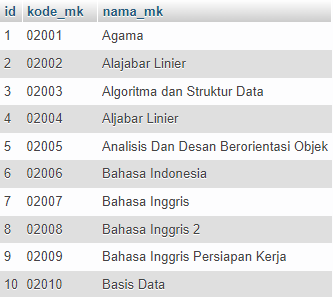 id kode_mk nama_mk
1 02001 Agama
2 02002 Alajabar Linier
3 02003 Algoritma dan Struktur Data
4 02004 Aljabar Linier
5 02005 Analisis Dan Desan Berorientasi Objek
6 02006 Bahasa Indonesia
7 02007 Bahasa Inggris
8 02008 Bahasa Inggris 2
9 02009 Bahasa Inggris Persiapan Kerja
10 02010 Basis Data